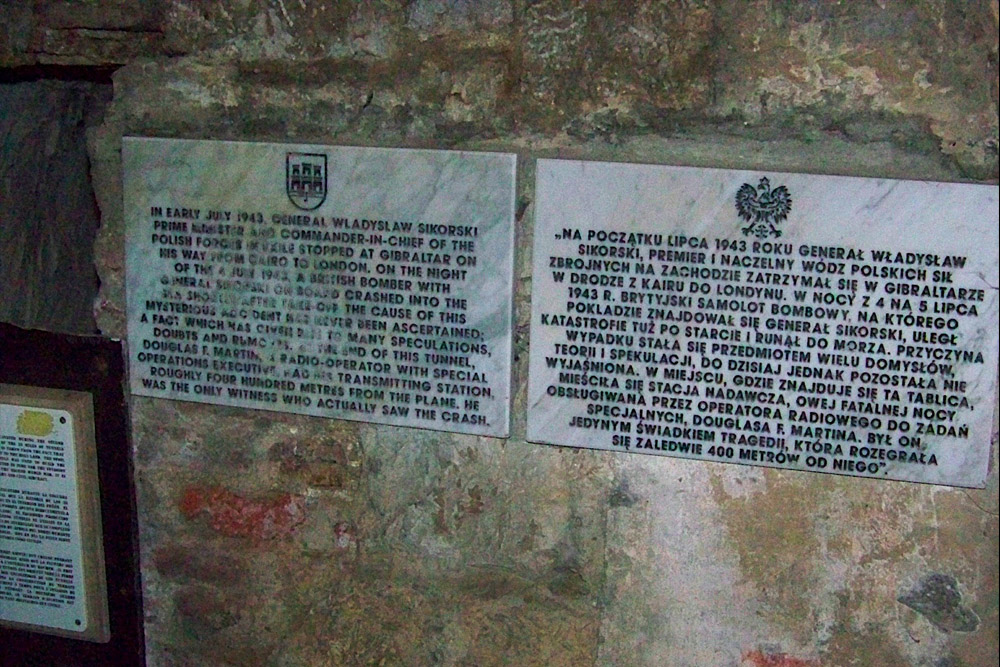 IN EARLY JULY 1943, GENERAL WLADYSLAW SIKORSKI
PRIME MINISTER AND COMMANDER-IN-CHIEF OF THE
POLISH FORCES IN EXILE STOPPED AT GIBRALTAR ON
HIS WAY FROM CAIRO TO LONDON. ON THE NIGHT
OF THE 4 JULY 1943, A BRITISH BOMBER WITH
GENERAL SIKORSKI ON BOARD CRASHED INTO THE
SEA SHORTLY AFTER TAKE-OFF. THE CAUSE OF THIS
MYSTERIOUS ACCIDENT HAS NEVER BEEN ASCERTAINED;
A FACT WHICH HAS GIVEN RISE TO MANY SPECULATIONS,
DOUBTS AND RUMOURS. AT THE END OF THIS TUNNEL,
DOUGLAS F. MARTIN, A RADIO-OPERATOR WITH SPECIAL
OPERATIONS EXECUTIVE, HAD HIS TRANSMITTING STATION,
ROUGHLY FOUR HUNDRED METRES FROM THE PLANE. HE
WAS THE ONLY WITNESS WHO ACTUALLY SAW THE CRASH.
„NA POCZĄTKU LIPCA 1943 ROKU GENERAŁ WŁADYSŁAW
SIKORSKI, PREMIER I NACZELNY WÓDZ POLSKICH SIŁ
ZBROJNYCH NA ZACHODZIE ZATRZYMAŁ SIĘ W GIBRALTARZE
W DRODZE Z KAIRU DO LONDYNU. W NOCY Z 4 NA 5 LIPCA
1943 R. BRYTYJSKI SAMOLOT BOMBOWY, NA KTÓREGO
POKŁADZIE ZNAJDOWAŁ SIĘ GENERAŁ SIKORSKI, ULEGŁ
KATASTROFIE TUŻ PO STARCIE I RUNĄŁ DO MORZA. PRZYCZYNA
WYPADKU STAŁA SIĘ PRZEDMIOTEM WIELU DOMYSŁÓW,
TEORII I SPEKULACJI, DO DZISIAJ JEDNAK POZOSTAŁA NIE
WYJAŚNIONA. W MIEJSCU, GDZIE ZNAJDUJE SIĘ TA TABLICA,
MIEŚCIŁA SIĘ STACJA NADAWCZA, OWEJ FATALNEJ NOCY
OBSŁUGIWANA PRZEZ OPERATORA RADIOWEGO DO ZADAŃ
SPECJALNYCH, DOUGLASA F. MARTINA. BYŁ ON
JEDYNYM ŚWIADKIEM TRAGEDII, KTÓRA ROZEGRAŁA
SIĘ ZALEDWIE 400 METRÓW OD NIEGO”.